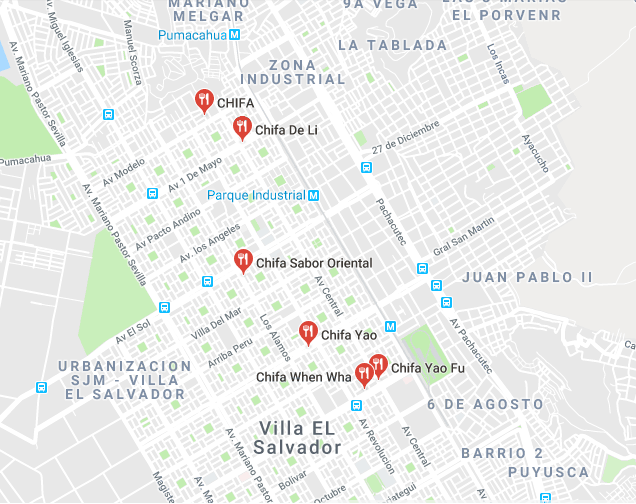 MARIANO
MELGAR
9A VEGA
EL PORVENR
Pumacahua
LA TABLADA
ZONA
INDUSTRIAL
Av. Miguel Iglesias
Manuel Scorza
Los Incas
Av. Mariano Pastor Sevilla
CHIFA
Chifa De Li
27 de Diciembre
Ayacucho
Pumacahua
Av Modelo
Av 1 De Mayo
Parque Industrial
Av. Mariano Pastor Sevilla
Av Pacto Andino
Pachacutec
Av. los Angeles
Gral San Martin
Chifa Sabor Oriental
JUAN PABLO II
Av Central
Av El Sol
Villa Del Mar
Los Alamos
Chifa Yao
Av Pachacutec
Arriba Peru
URBANIZACION
SJM - VILLA
EL SALVADOR
Chifa Yao Fu
Chifa When Wha
6 DE AGOSTO
Villa EL
Salvador
Av. Mariano Pastor Sevilla
Av Revolucion
Av Central
BARRIO 2
PUYUSCA
Bolivar
Octubre